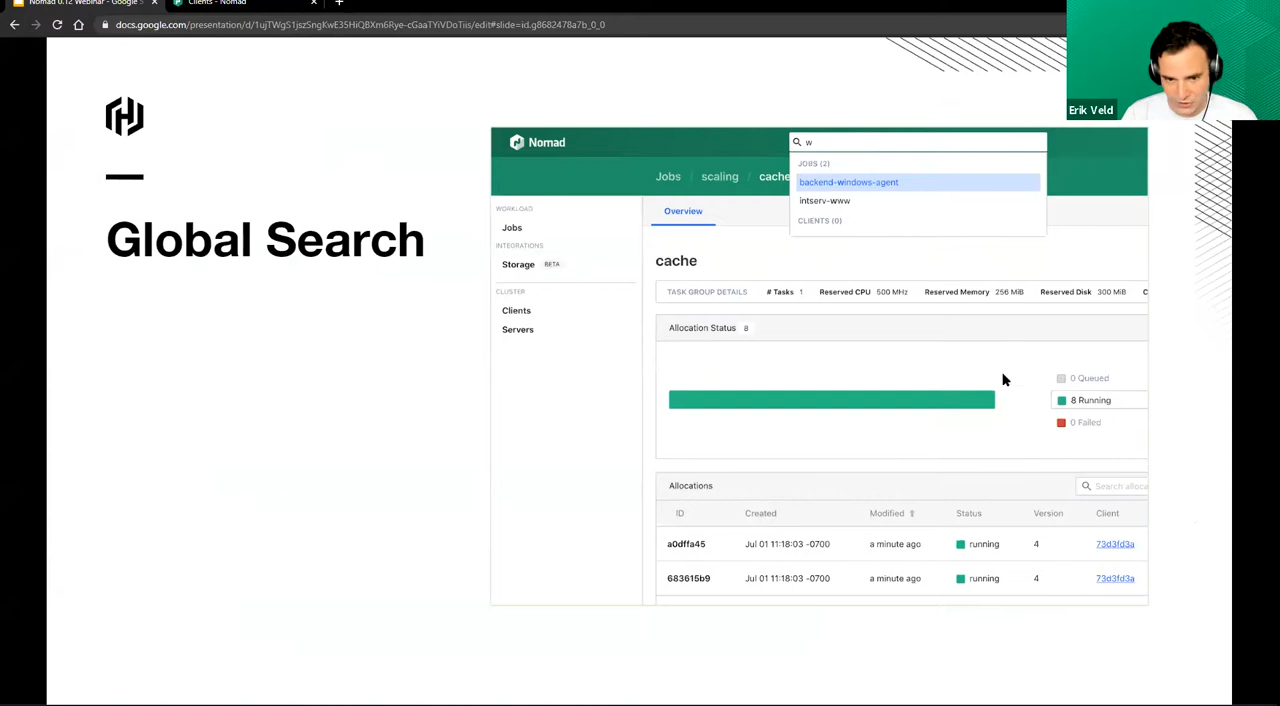 Nomad 0.12 Webinar - Google S
Clients - Nomad
docs.google.com/presentation/d/1ujTWgS1jszSngKwE35HiQBXm6Rye-cGaaTYiVDoTiis/edit#slide=id.g8682478a7b_0_0
Erik Veld
Global Search
Nomad
w
JOBS (2)
backend-windows-agent
intserv-www
CLIENTS (0)
Jobs / scaling / cache
WORKLOAD
Jobs
INTEGRATIONS
Storage BETA
CLUSTER
Clients
Servers
Overview
cache
TASK GROUP DETAILS # Tasks 1 Reserved CPU 500 MHz Reserved Memory 256 MiB Reserved Disk 300 MiB C
Allocation Status 8
0 Queued
8 Running
0 Failed
Allocations
Search alloca
ID Created Modified Status Version Client
a0dffa45 Jul 01 11:18:03 -0700 a minute ago running 4 73d3fd3a
683615b9 Jul 01 11:18:03 -0700 a minute ago running 4 73d3fd3a